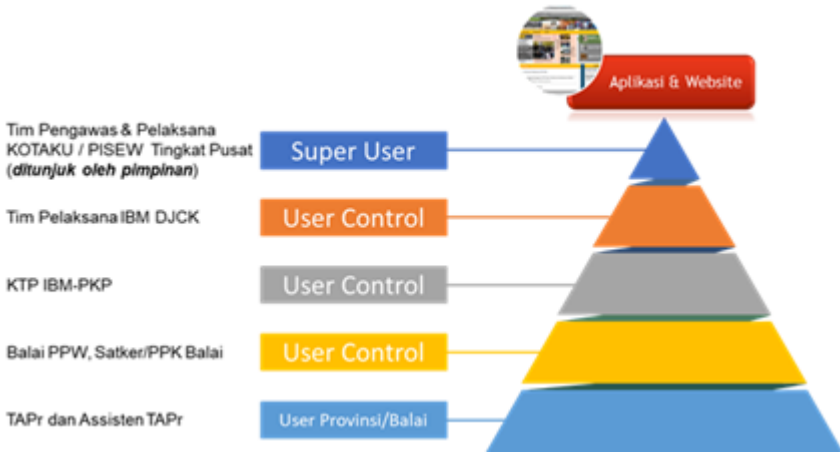 Aplikasi & Website
Tim Pengawas & Pelaksana
KOTAKU / PISEW Tingkat Pusat
(ditunjuk oleh pimpinan)
Super User
Tim Pelaksana IBM DJCK
User Control
KTP IBM-PKP
User Control
Balai PPW, Satker/PPK Balai
User Control
TAPr dan Assisten TAPr
User Provinsi/Balai